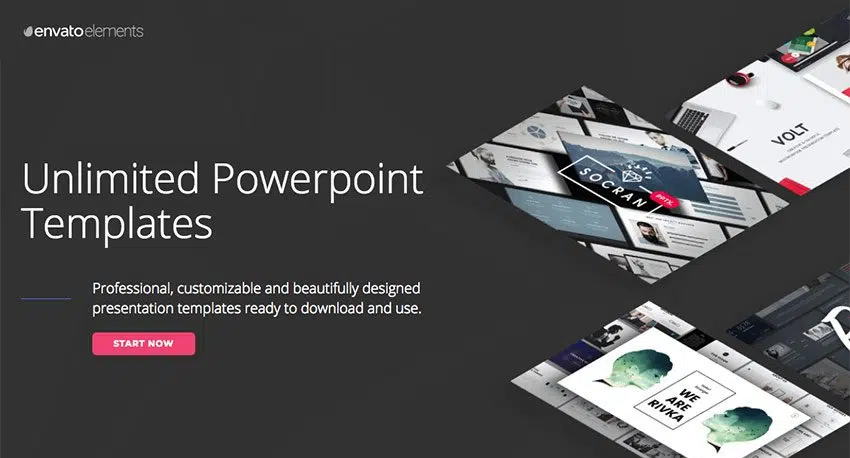 envatoelements
Unlimited Powerpoint
Templates
Professional, customizable and beautifully designed
presentation templates ready to download and use.
START NOW
SOCRAN
PPTX.
VOLT
WE
ARE
RIVKA